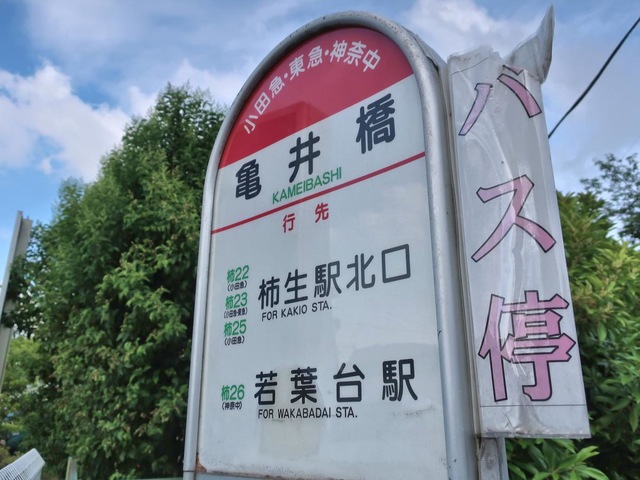 小田急・東急・神奈中
亀井橋
KAMEIBASHI
行先
柿22
(小田急)
柿23
(小田急・東急)
柿25
(小田急)
柿生駅北口
FOR KAKIO STA.
柿26
(神奈中)
若葉台駅
FOR WAKABADAI STA.
バス停